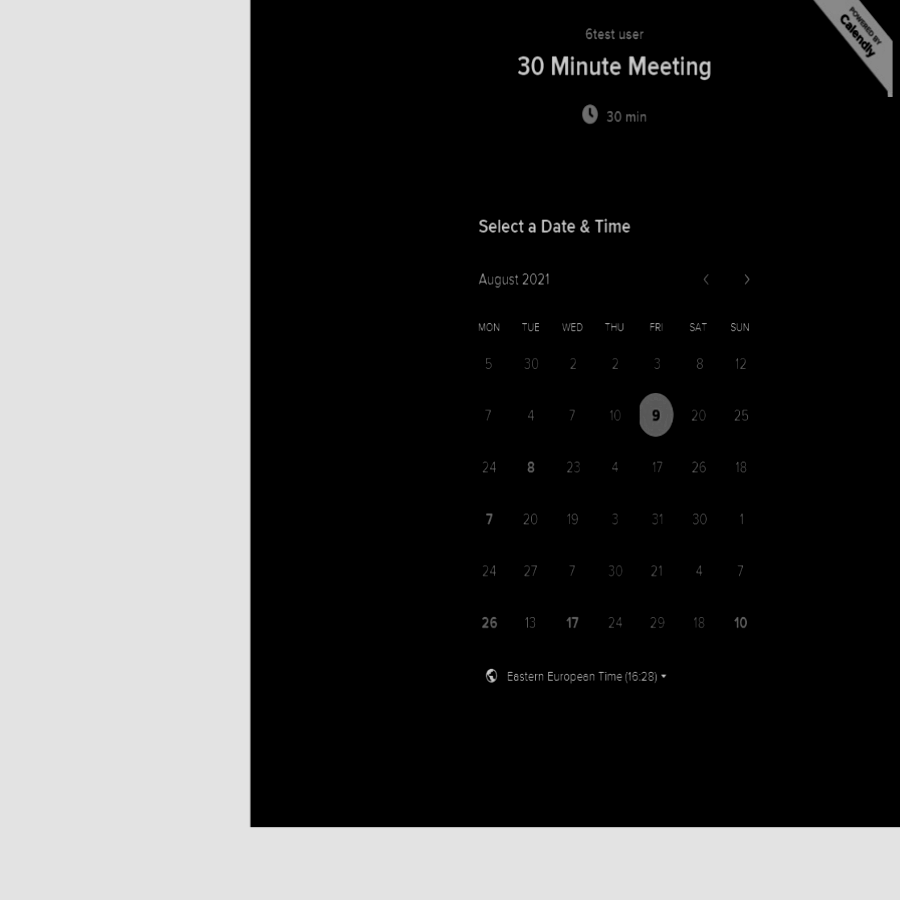 6test user
30 Minute Meeting
30 min
POWERED BY
Calendly
Select a Date & Time
August 2021
MON TUE WED THU FRI SAT SUN
5 30 2 2 3 8 12
7 4 7 10 9 20 25
24 8 23 4 17 26 18
7 20 19 3 31 30 1
24 27 7 30 21 4 7
26 13 17 24 29 18 10
Eastern European Time (16:28)